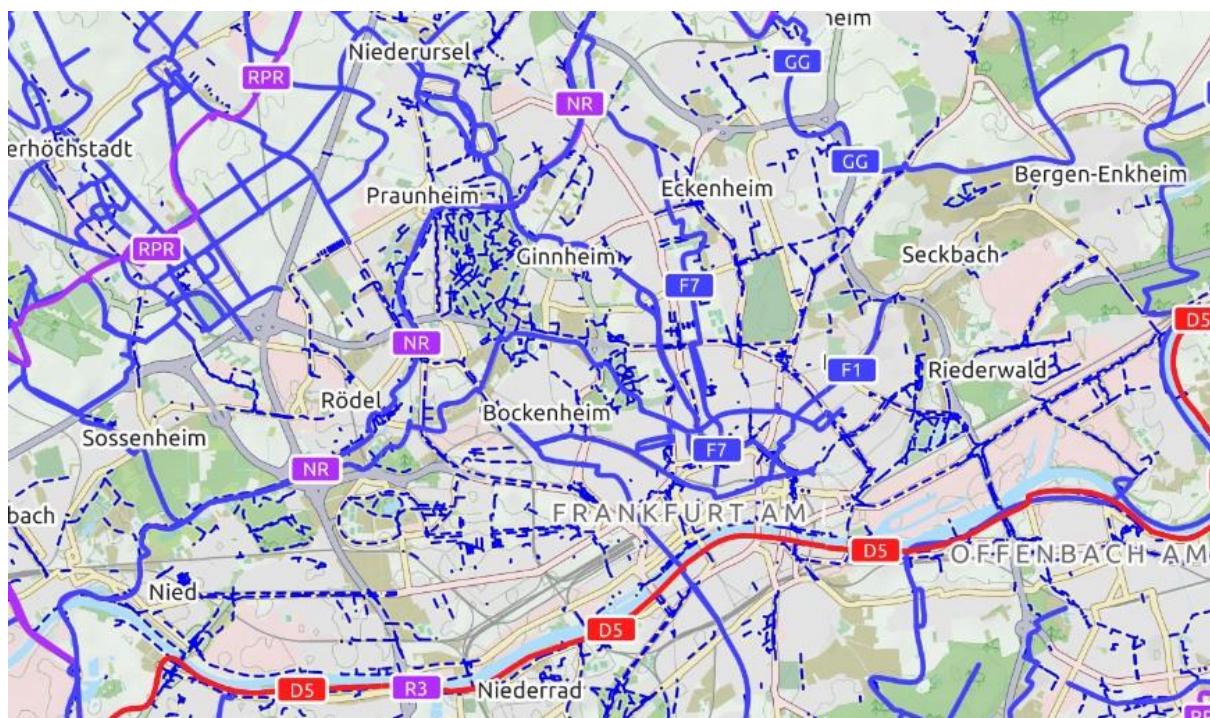 heim
Niederursel
GG
RPR
NR
erhöchstadt
GG
Bergen-Enkheim
Praunheim
Eckenheim
RPR
Ginnheim
Seckbach
F7
D5
NR
F1
Riederwald
Rödel
Bockenheim
Sossenheim
F7
NR
bach
FRANKFURT AM
D5
OFFENBACH AM
Nied
D5
D5
R3
Niederrad